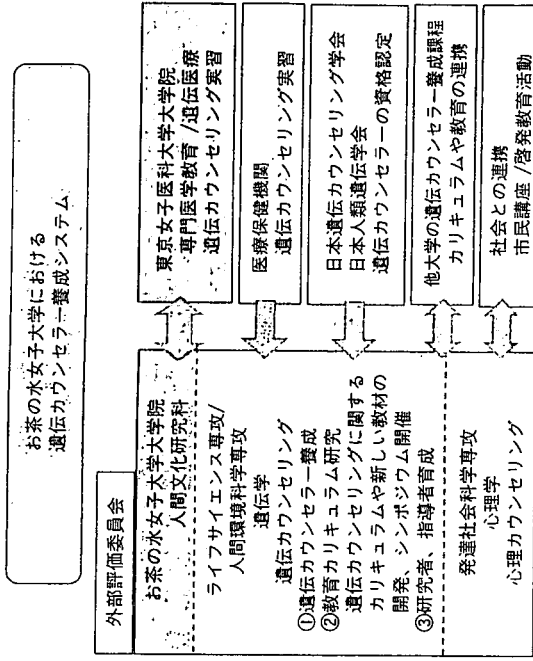 お茶の水女子大学における
遺伝カウンセラー養成システム
外部評価委員会
お茶の水女子大学大学院
人間文化研究科
ライフサイエンス専攻/
人間環境科学専攻
遺伝学
遺伝カウンセリング
①遺伝カウンセラー養成
②教育カリキュラム研究
遺伝カウンセリングに関する
カリキュラムや新しい教材の
開発、シンポジウム開催
③研究者、指導者育成
発達社会科学専攻
心理学
心理カウンセリング
東京女子医科大学大学院
専門医学教育/遺伝医療
遺伝カウンセリング実習
医療保健機関
遺伝カウンセリング実習
日本遺伝カウンセリング学会
日本人類遺伝学会
遺伝カウンセラーの資格認定
他大学の遺伝カウンセラー養成課程
カリキュラムや教育の連携
社会との連携
市民講座/啓発教育活動